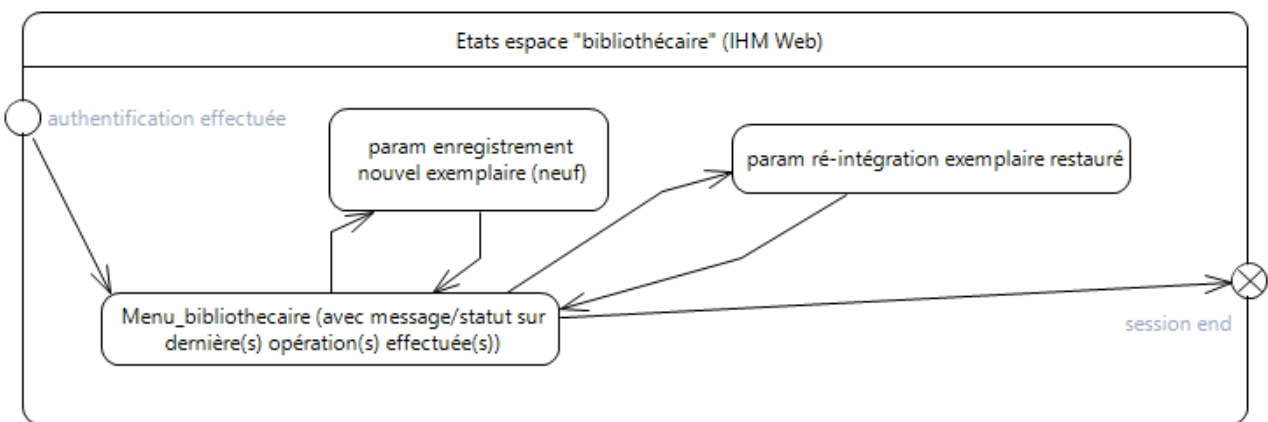 Etats espace "bibliothécaire" (IHM Web)
authentification effectuée
param enregistrement
nouvel exemplaire (neuf)
param ré-intégration exemplaire restauré
Menu_bibliothecaire (avec message/statut sur
dernière(s) opération(s) effectuée(s))
session end